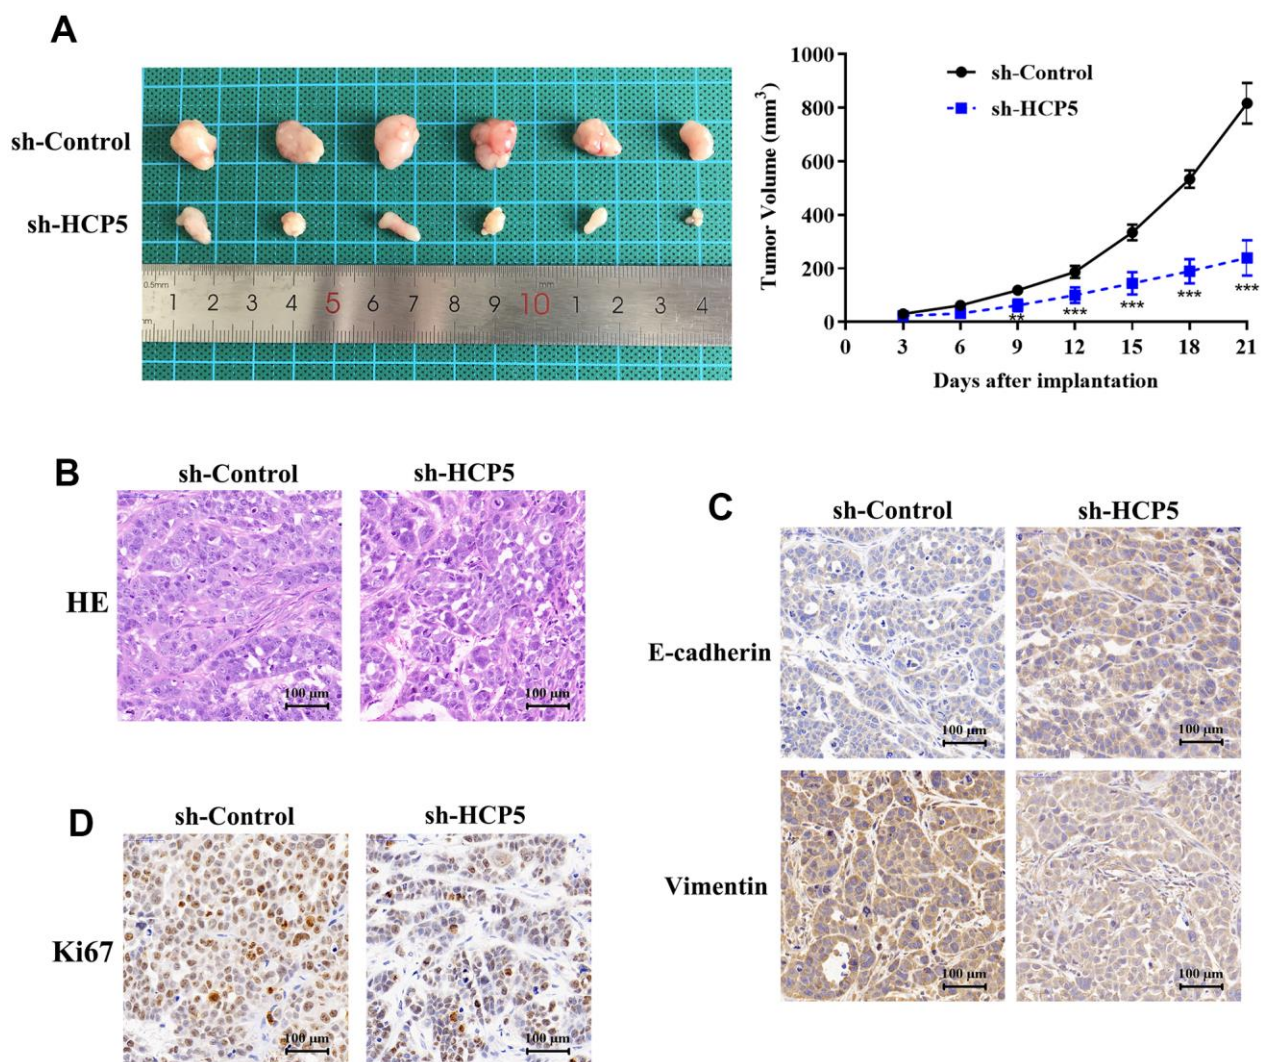 A
sh-Control
sh-HCP5
0.5mm
mm
1 2 3 4 5 6 7 8 9 10 1 2 3 4
1000
800
600
400
200
0
Tumor Volume (mm3)
sh-Control
sh-HCP5
** *** *** *** ***
0 3 6 9 12 15 18 21
Days after implantation
B
sh-Control sh-HCP5
HE
100 µm 100 µm
C
sh-Control sh-HCP5
E-cadherin
100 µm 100 µm
Vimentin
100 µm 100 µm
D
sh-Control sh-HCP5
Ki67
100 µm 100 µm